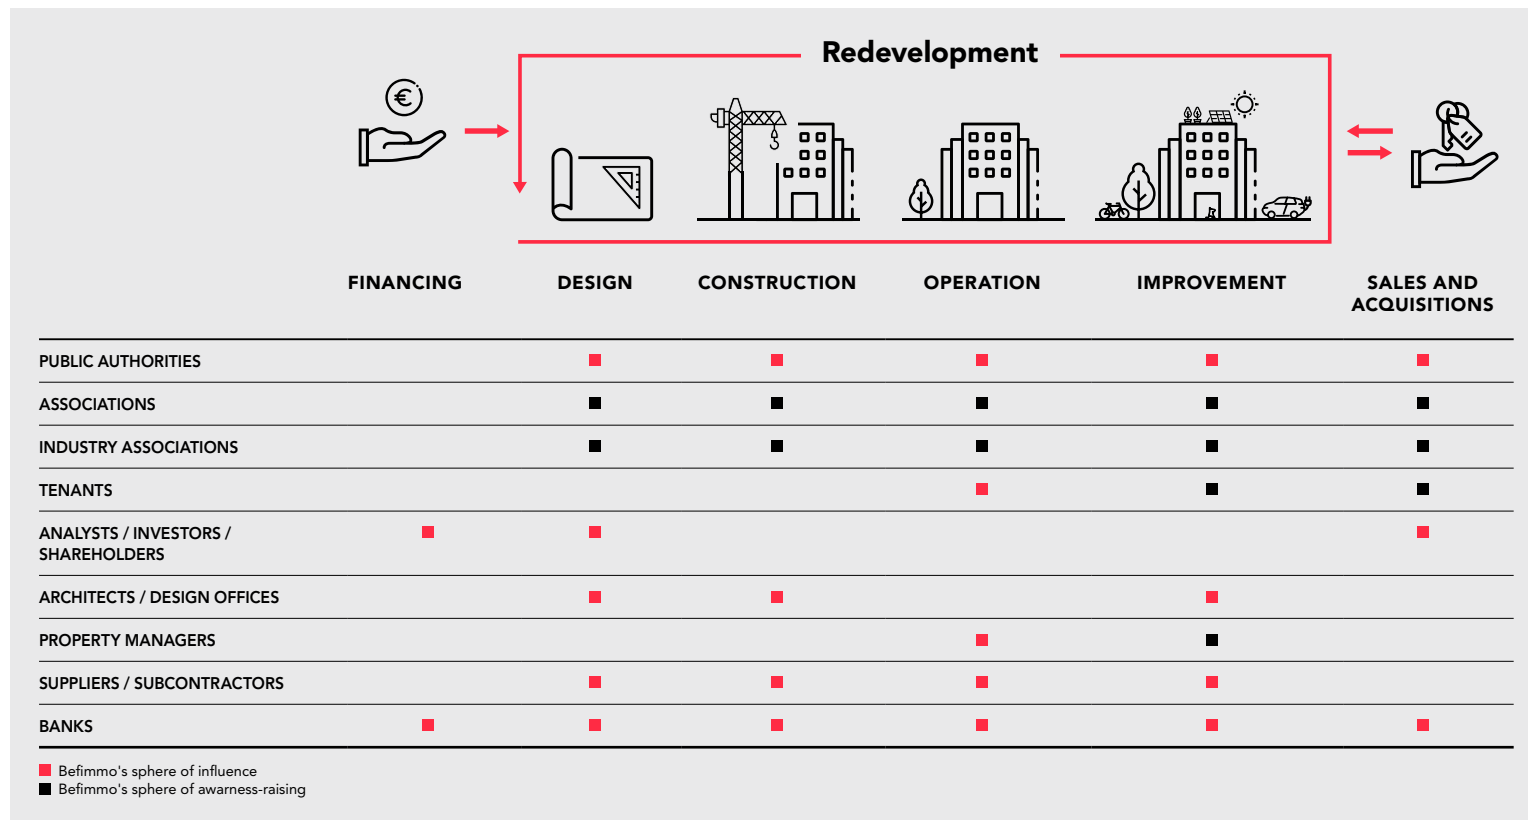 Redevelopment
€
FINANCING
DESIGN
CONSTRUCTION
OPERATION
IMPROVEMENT
SALES AND
ACQUISITIONS
PUBLIC AUTHORITIES
ASSOCIATIONS
INDUSTRY ASSOCIATIONS
TENANTS
ANALYSTS / INVESTORS /
SHAREHOLDERS
ARCHITECTS / DESIGN OFFICES
PROPERTY MANAGERS
SUPPLIERS / SUBCONTRACTORS
BANKS
Befimmo's sphere of influence
Befimmo's sphere of awarness-raising